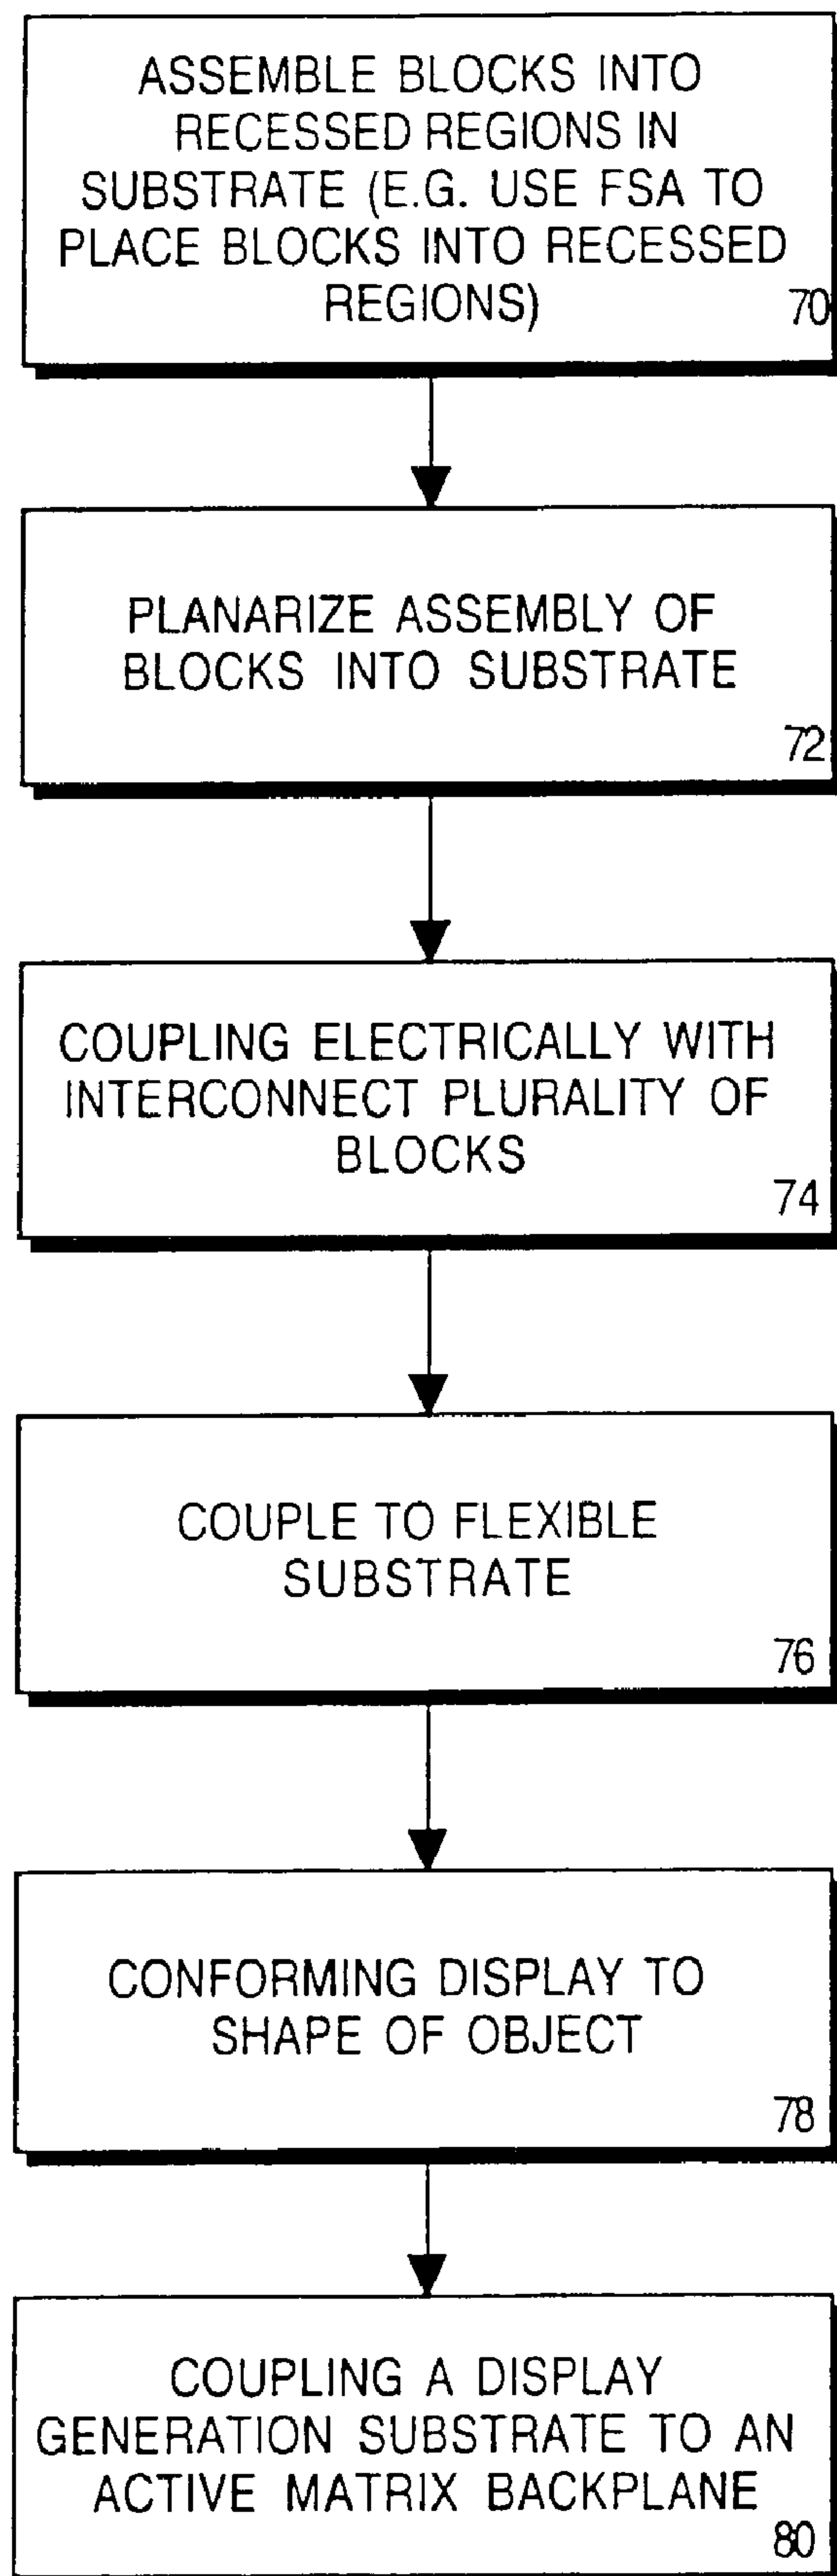 ASSEMBLE BLOCKS INTO
RECESSED REGIONS IN
SUBSTRATE (E.G. USE FSA TO
PLACE BLOCKS INTO RECESSED
REGIONS)
70
PLANARIZE ASSEMBLY OF
BLOCKS INTO SUBSTRATE
72
COUPLING ELECTRICALLY WITH
INTERCONNECT PLURALITY OF
BLOCKS
74
COUPLE TO FLEXIBLE
SUBSTRATE
76
CONFORMING DISPLAY TO
SHAPE OF OBJECT
78
COUPLING A DISPLAY
GENERATION SUBSTRATE TO AN
ACTIVE MATRIX BACKPLANE
80